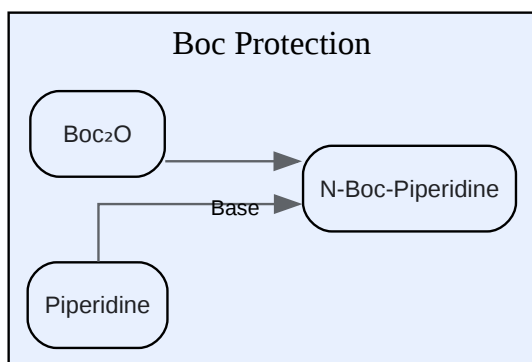 Boc Protection
Boc₂O
N-Boc-Piperidine
Base
Piperidine